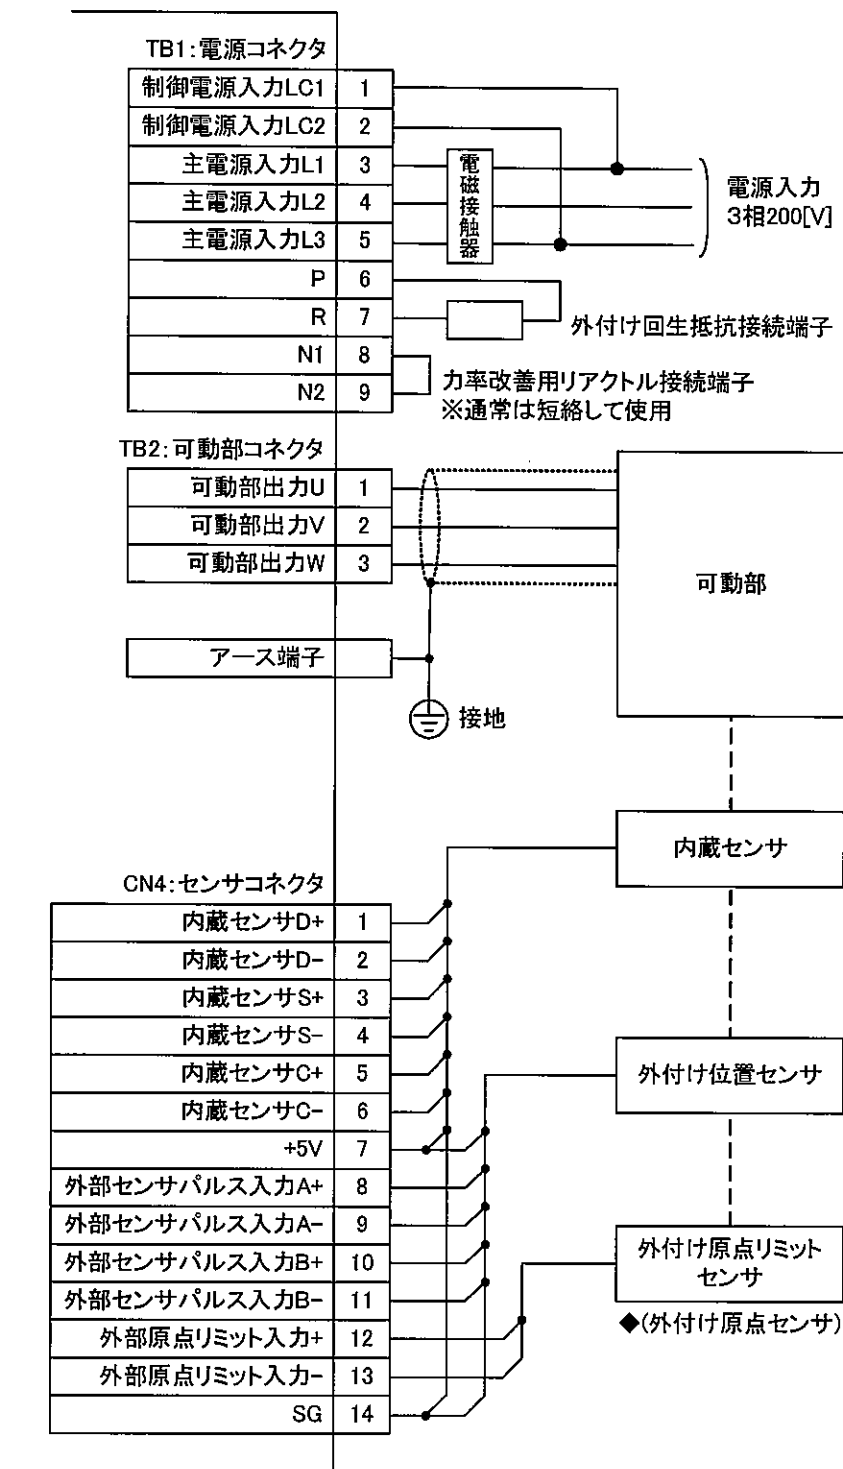 TB1:電源コネクタ
制御電源入力LC1 1
制御電源入力LC2 2
主電源入力L1 3
主電源入力L2 4
主電源入力L3 5
P 6
R 7
N1 8
N2 9
電磁接触器
電源入力
3相200[V]
外付け回生抵抗接続端子
力率改善用リアクトル接続端子
※通常は短絡して使用
TB2:可動部コネクタ
可動部出力U 1
可動部出力V 2
可動部出力W 3
可動部
アース端子
接地
内蔵センサ
CN4:センサコネクタ
内蔵センサD+ 1
内蔵センサD- 2
内蔵センサS+ 3
内蔵センサS- 4
内蔵センサC+ 5
内蔵センサC- 6
+5V 7
外部センサパルス入力A+ 8
外部センサパルス入力A- 9
外部センサパルス入力B+ 10
外部センサパルス入力B- 11
外部原点リミット入力+ 12
外部原点リミット入力- 13
SG 14
外付け位置センサ
外付け原点リミット
センサ
◆(外付け原点センサ)